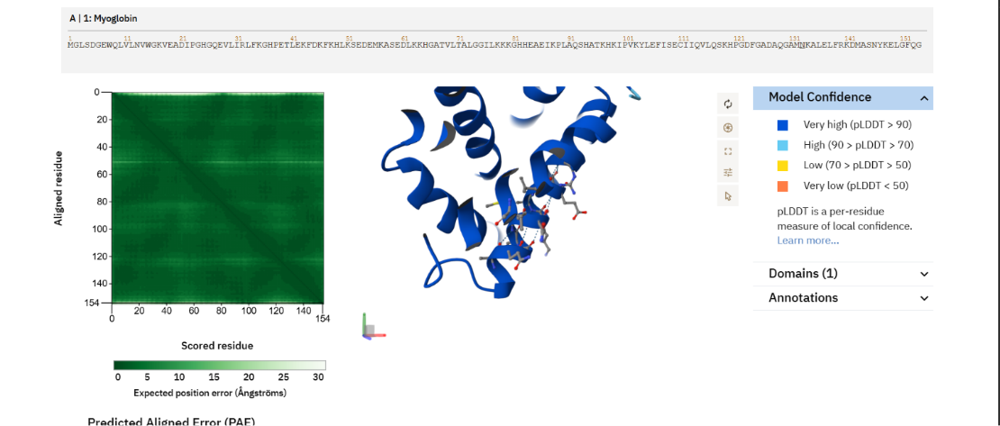 A | 1: Myoglobin
1 11 21 31 41 51 61 71 81 91 101 111 121 131 141 151
MGLSDGEWQLVLNVWGKVEADIPGHGQEVLIRLFKGHPETLEKFDKFKHLKSEDEMKASEDLKKHGATVLTALGGILKKKGHHEAEIKPLAQSHATKHKIPVKYLEFISECIIQVLQSKHPGDFGADAQGAMNKALELFRKDMASNYKELGFQG
0
20
40
60
80
100
120
140
154
Aligned residue
0 20 40 60 80 100 120 140 154
Scored residue
0 5 10 15 20 25 30
Expected position error (Ångströms)
Predicted Aligned Error (PAE)
Model Confidence
Very high (pLDDT > 90)
High (90 > pLDDT > 70)
Low (70 > pLDDT > 50)
Very low (pLDDT < 50)
pLDDT is a per-residue
measure of local confidence.
Learn more...
Domains (1)
Annotations